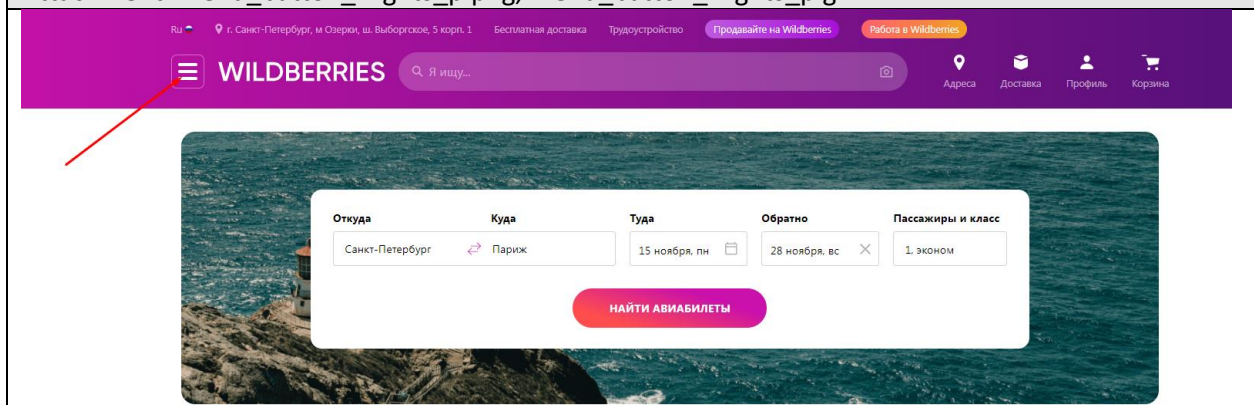 Ru г. Санкт-Петербург, м Озерки, ш. Выборгское, 5 корп. 1 Бесплатная доставка Трудоустройство Продавайте на Wildberries Работа в Wildberries
WILDBERRIES Я ищу... Адреса Доставка Профиль Корзина
Откуда Куда Туда Обратно Пассажиры и класс
Санкт-Петербург Париж 15 ноября, пн 28 ноября, вс 1, эконом
НАЙТИ АВИАБИЛЕТЫ